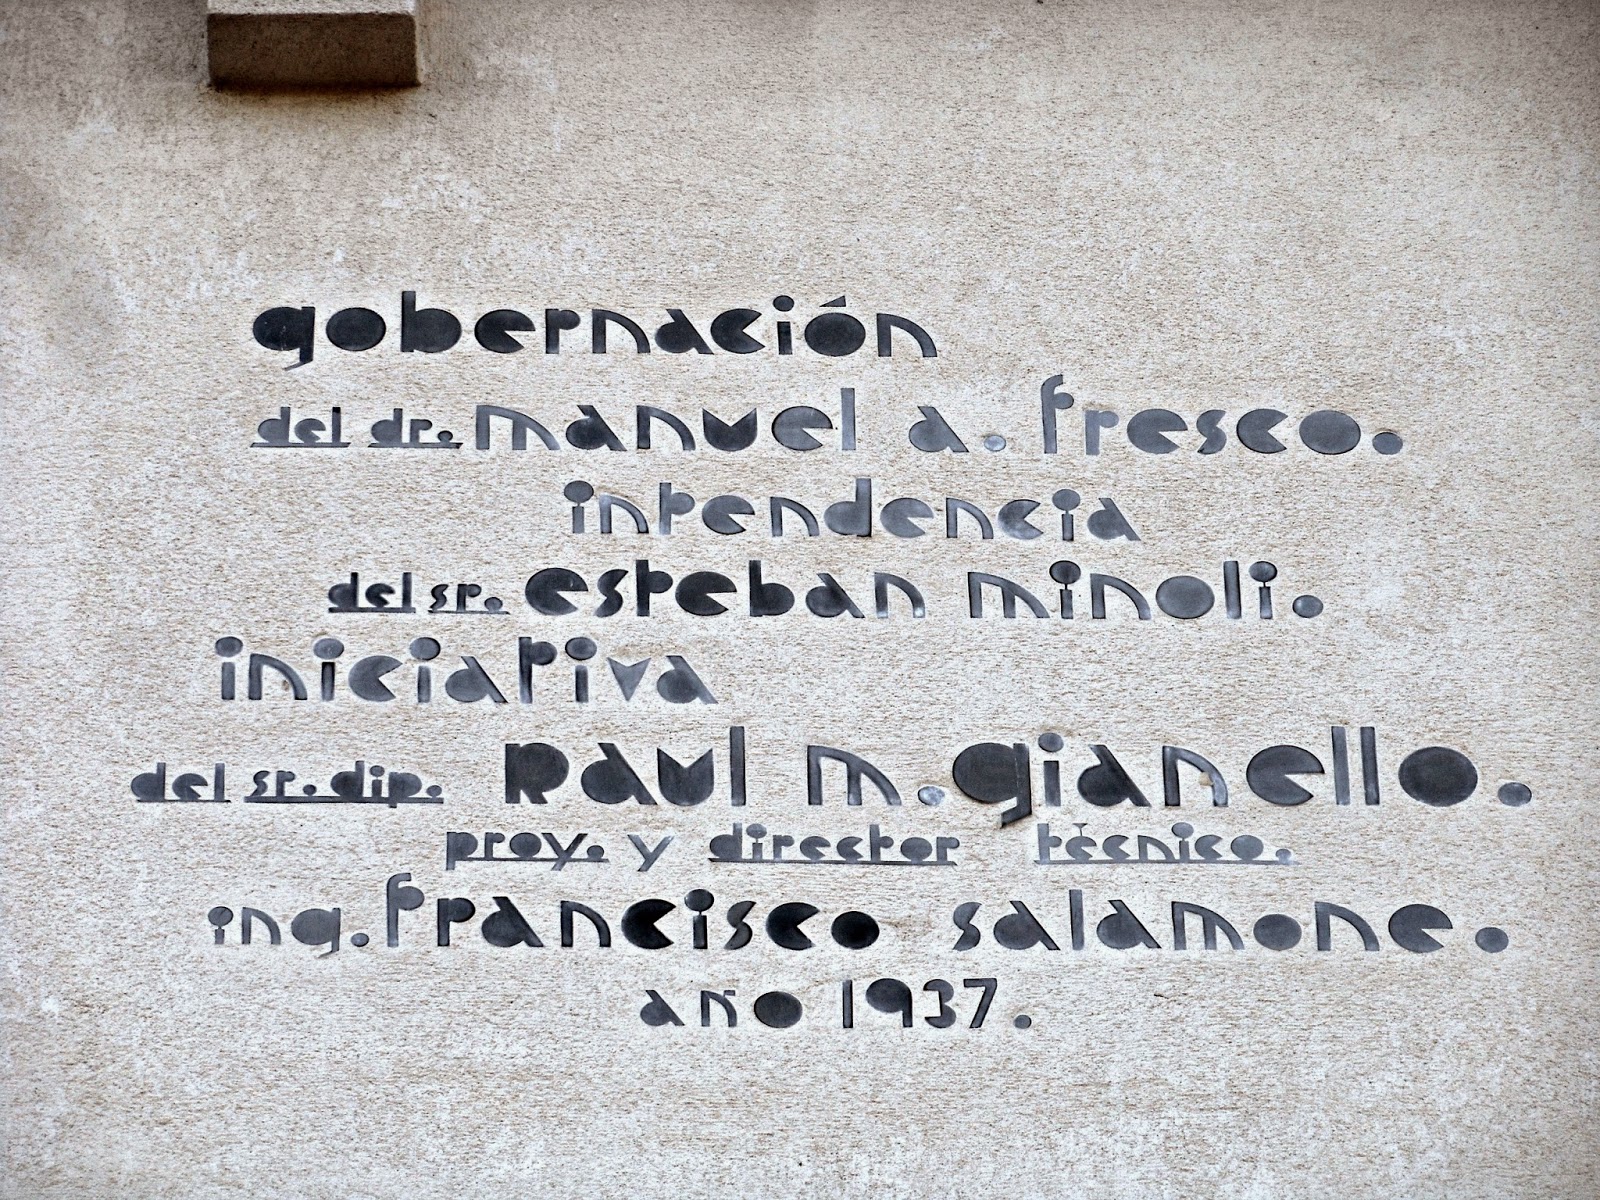 gobernación
del dr. manuel a. fresco.
intendencia
del sr. esteban minoli.
iniciativa
del sr. dip. Raul m. gianello.
proy. y director técnico.
ing. francisco salamone.
año 1937.